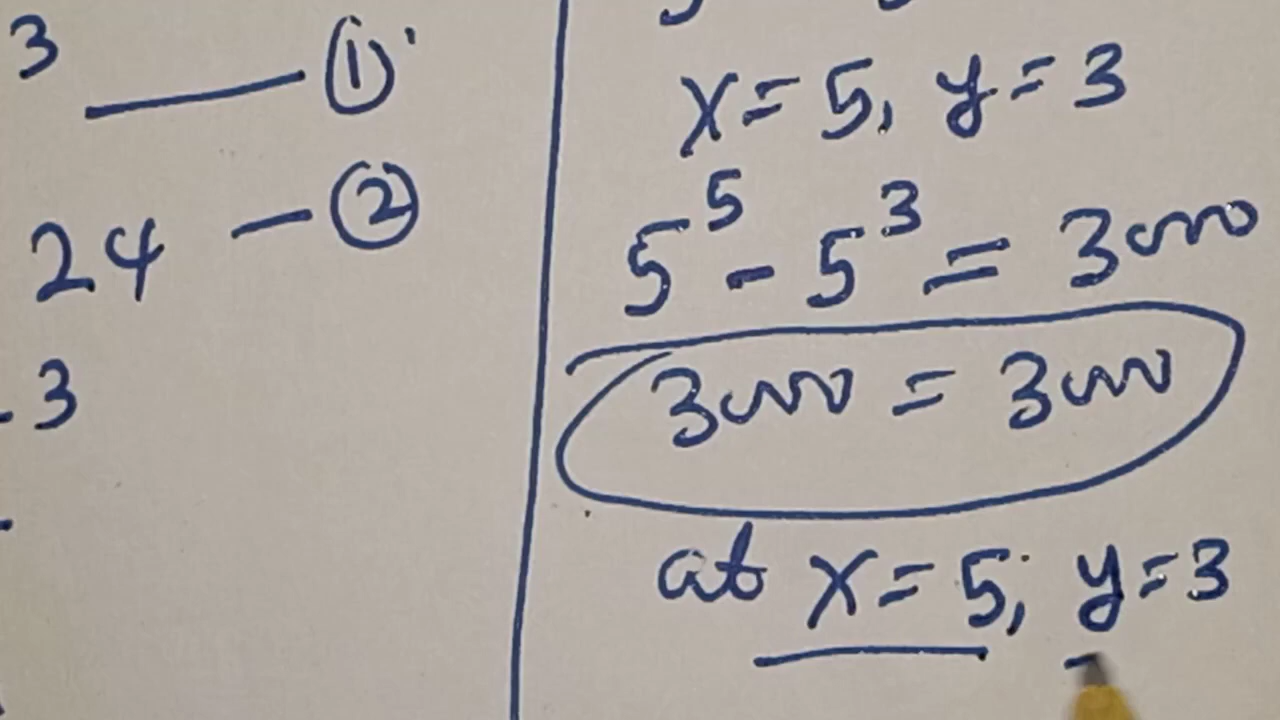 3 — ①
24 — ②
-3
x = 5, y = 3
5⁵ - 5³ = 3000
3000 = 3000
at x = 5; y = 3